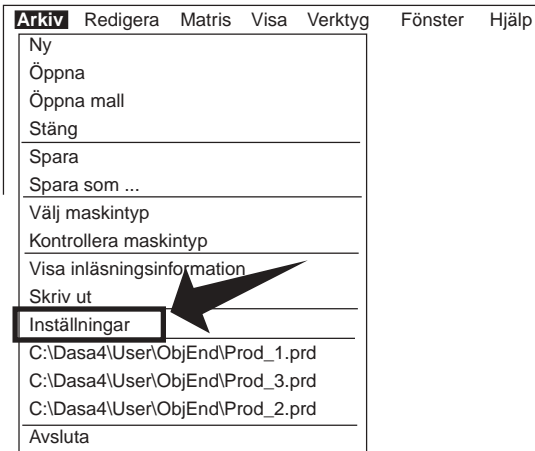 Arkiv Redigera Matris Visa Verktyg Fönster Hjälp
Ny
Öppna
Öppna mall
Stäng
Spara
Spara som ...
Välj maskintyp
Kontrollera maskintyp
Visa inläsningsinformation
Skriv ut
Inställningar
C:\Dasa4\User\ObjEnd\Prod_1.prd
C:\Dasa4\User\ObjEnd\Prod_3.prd
C:\Dasa4\User\ObjEnd\Prod_2.prd
Avsluta